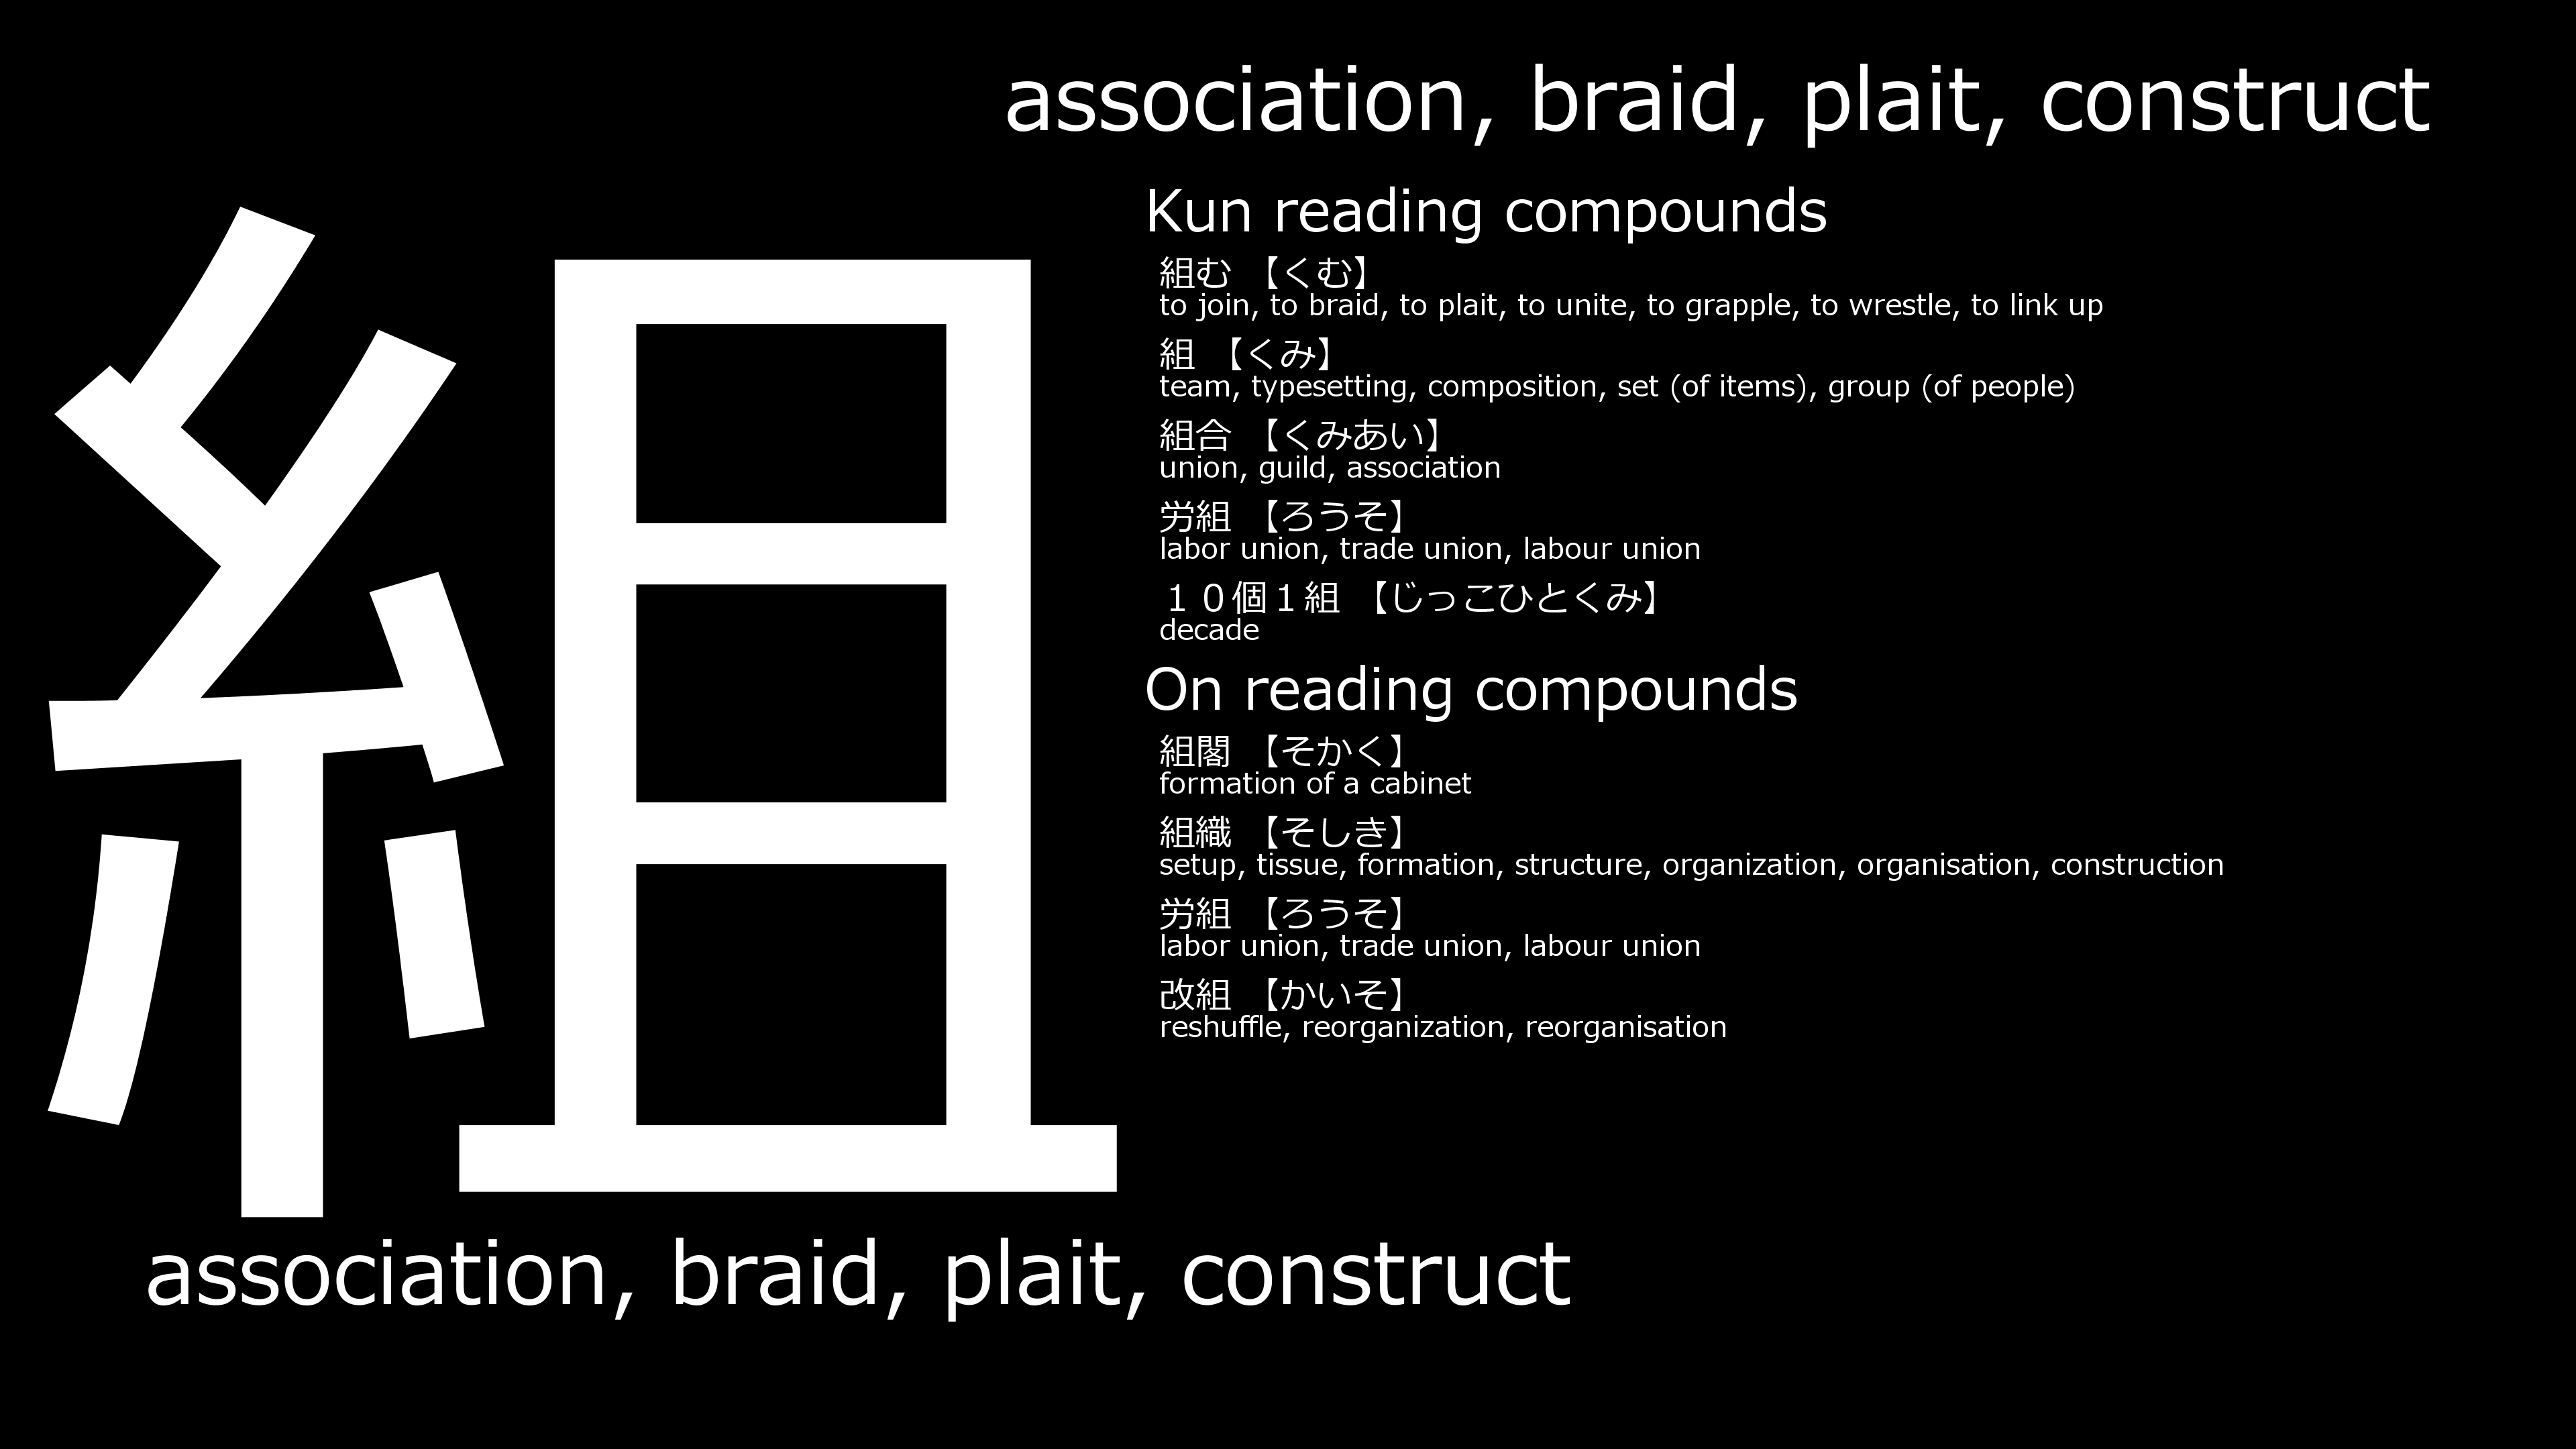 association, braid, plait, construct
組
Kun reading compounds
組む 【くむ】
to join, to braid, to plait, to unite, to grapple, to wrestle, to link up
組 【くみ】
team, typesetting, composition, set (of items), group (of people)
組合 【くみあい】
union, guild, association
労組 【ろうそ】
labor union, trade union, labour union
１０個１組 【じっこひとくみ】
decade
On reading compounds
組閣 【そかく】
formation of a cabinet
組織 【そしき】
setup, tissue, formation, structure, organization, organisation, construction
労組 【ろうそ】
labor union, trade union, labour union
改組 【かいそ】
reshuffle, reorganization, reorganisation
association, braid, plait, construct